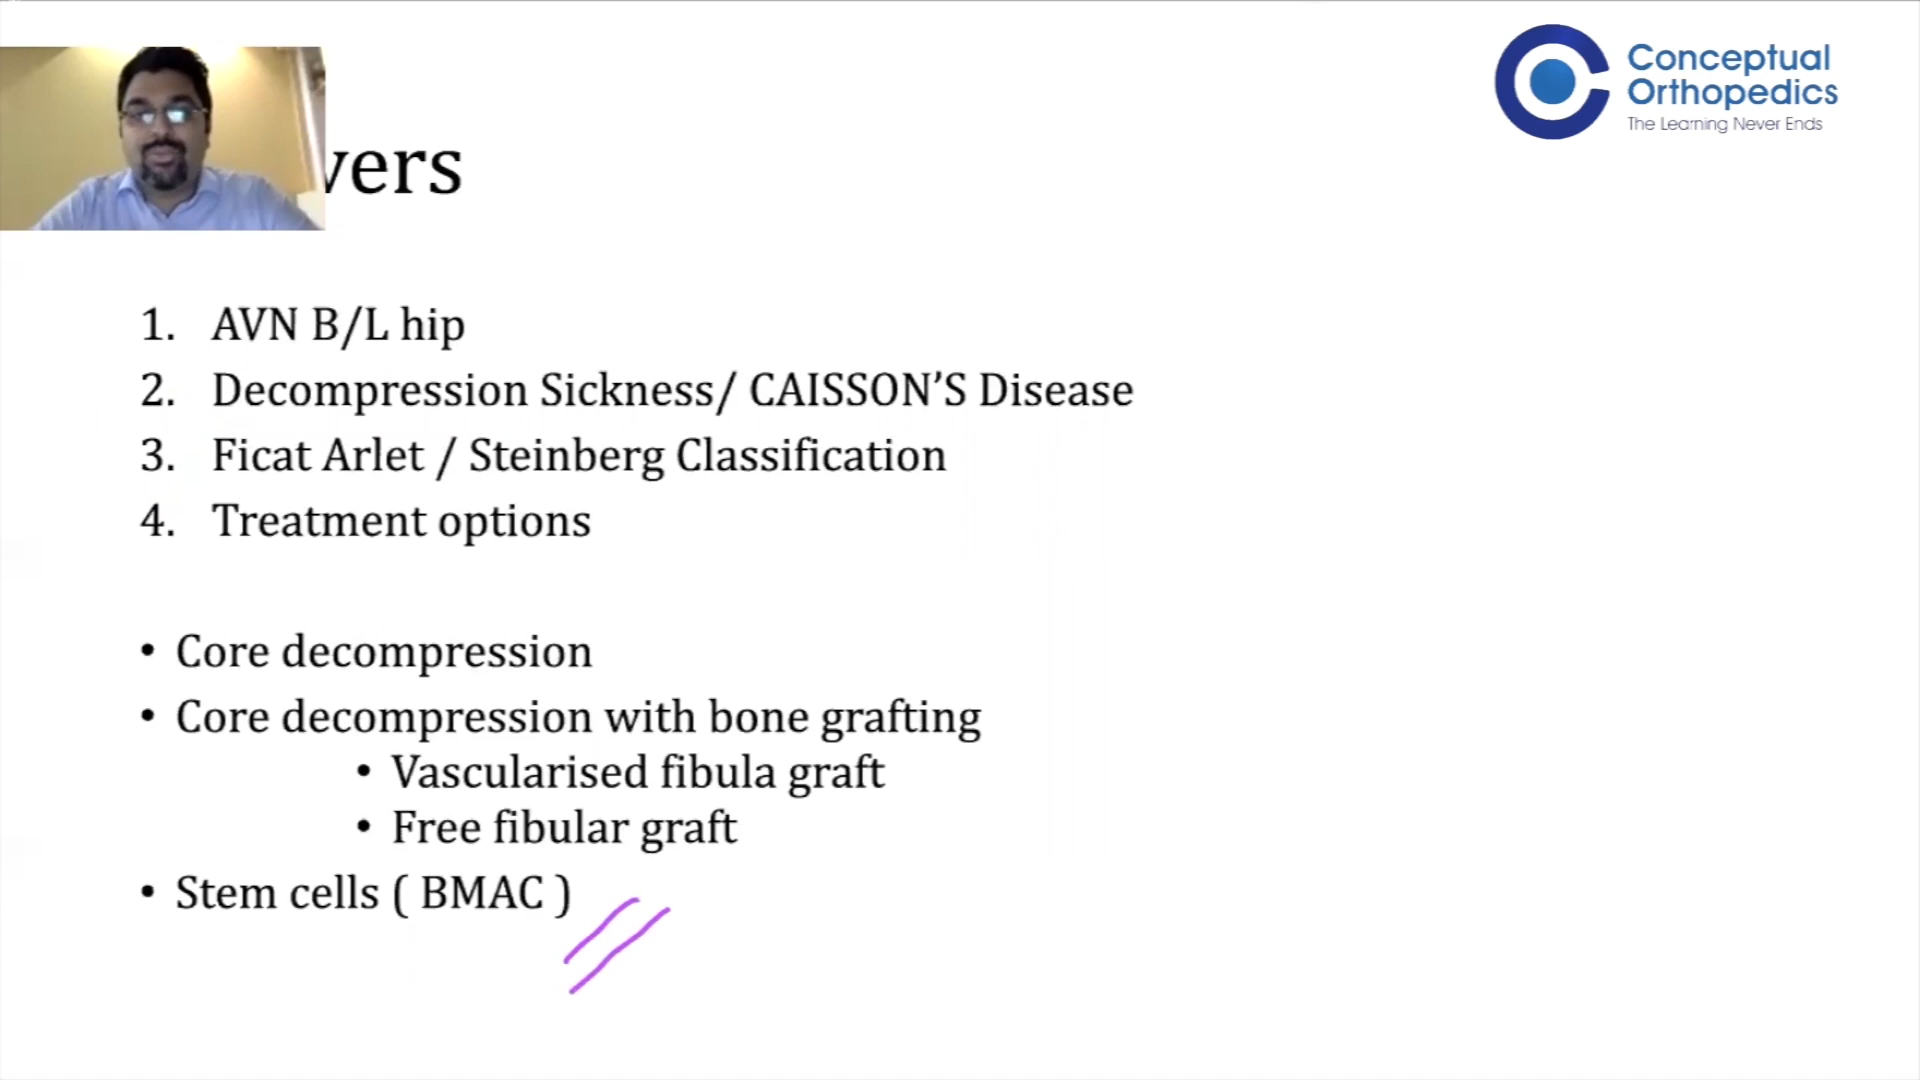 Conceptual
Orthopedics
The Learning Never Ends
1. AVN B/L hip
2. Decompression Sickness/ CAISSON’S Disease
3. Ficat Arlet / Steinberg Classification
4. Treatment options
• Core decompression
• Core decompression with bone grafting
• Vascularised fibula graft
• Free fibular graft
• Stem cells ( BMAC )